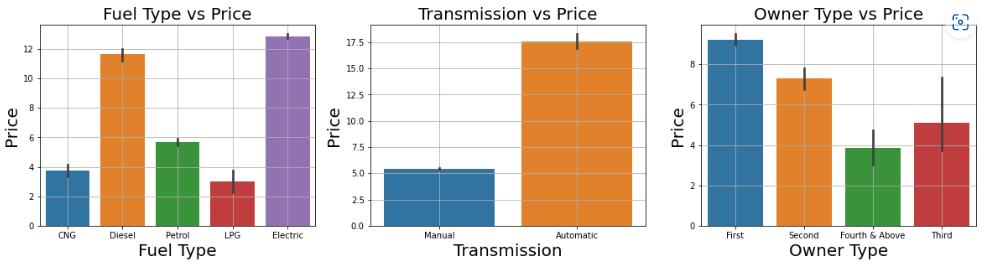 Fuel Type vs Price
12
10
8
6
4
2
0
Price
CNG Diesel Petrol LPG Electric
Fuel Type
Transmission vs Price
17.5
15.0
12.5
10.0
7.5
5.0
2.5
0.0
Price
Manual Automatic
Transmission
Owner Type vs Price
8
6
4
2
0
Price
First Second Fourth & Above Third
Owner Type